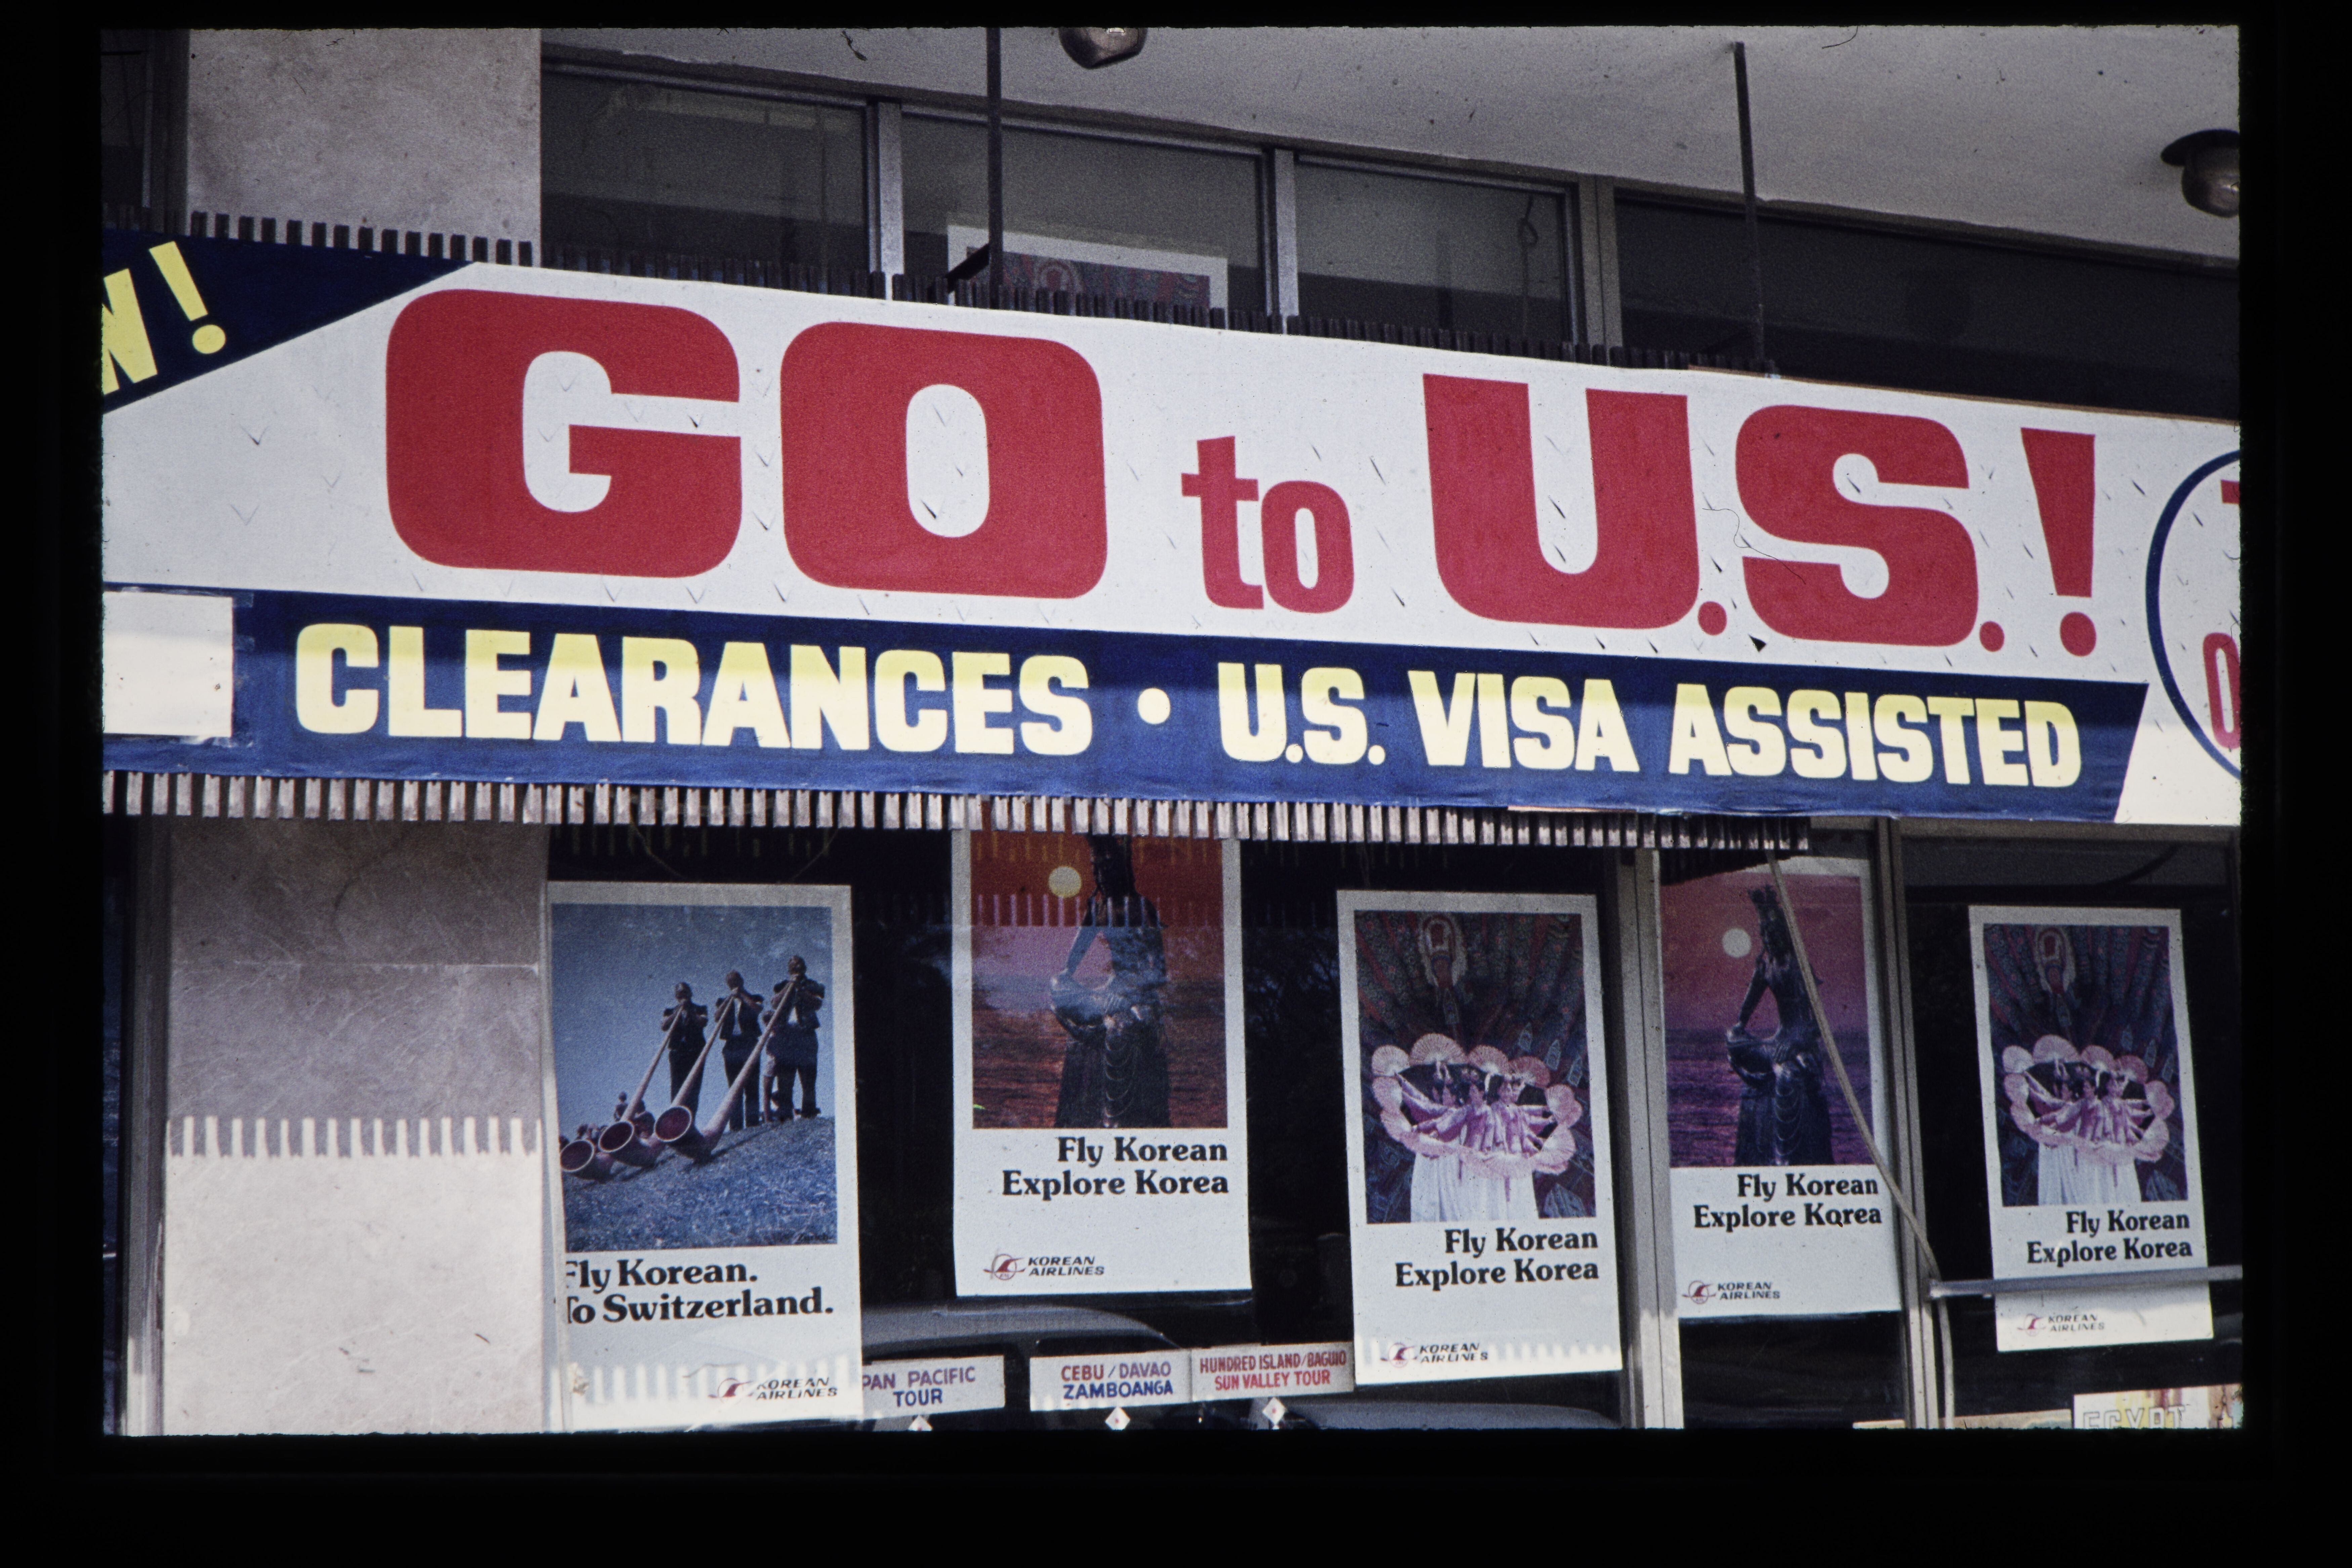 GO to U.S.!
CLEARANCES • U.S. VISA ASSISTED
Fly Korean.
To Switzerland.
KOREAN
AIRLINES
Fly Korean
Explore Korea
KOREAN
AIRLINES
Fly Korean
Explore Korea
KOREAN
AIRLINES
Fly Korean
Explore Korea
KOREAN
AIRLINES
Fly Korean
Explore Korea
KOREAN
AIRLINES
PAN PACIFIC
TOUR
CEBU/DAVAO
ZAMBOANGA
HUNDRED ISLAND/BAGUIO
SUN VALLEY TOUR
EGYPT